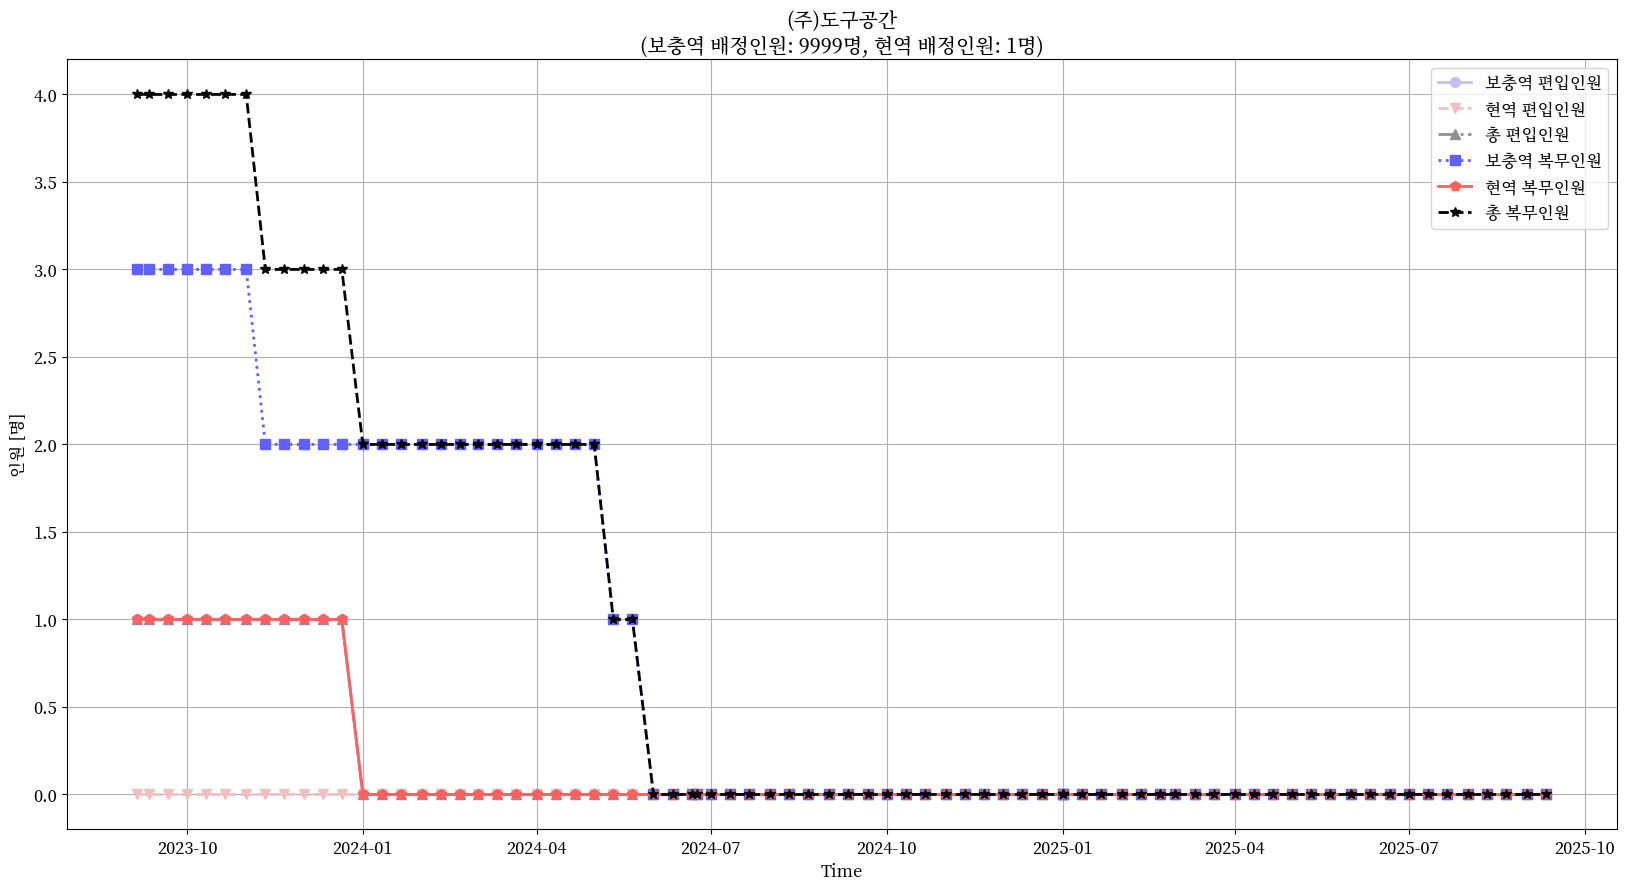 (주)도구공간
(보충역 배정인원: 9999명, 현역 배정인원: 1명)
보충역 편입인원
현역 편입인원
총 편입인원
보충역 복무인원
현역 복무인원
총 복무인원
4.0
3.5
3.0
2.5
2.0
1.5
1.0
0.5
0.0
인원 [명]
2023-10
2024-01
2024-04
2024-07
2024-10
2025-01
2025-04
2025-07
2025-10
Time